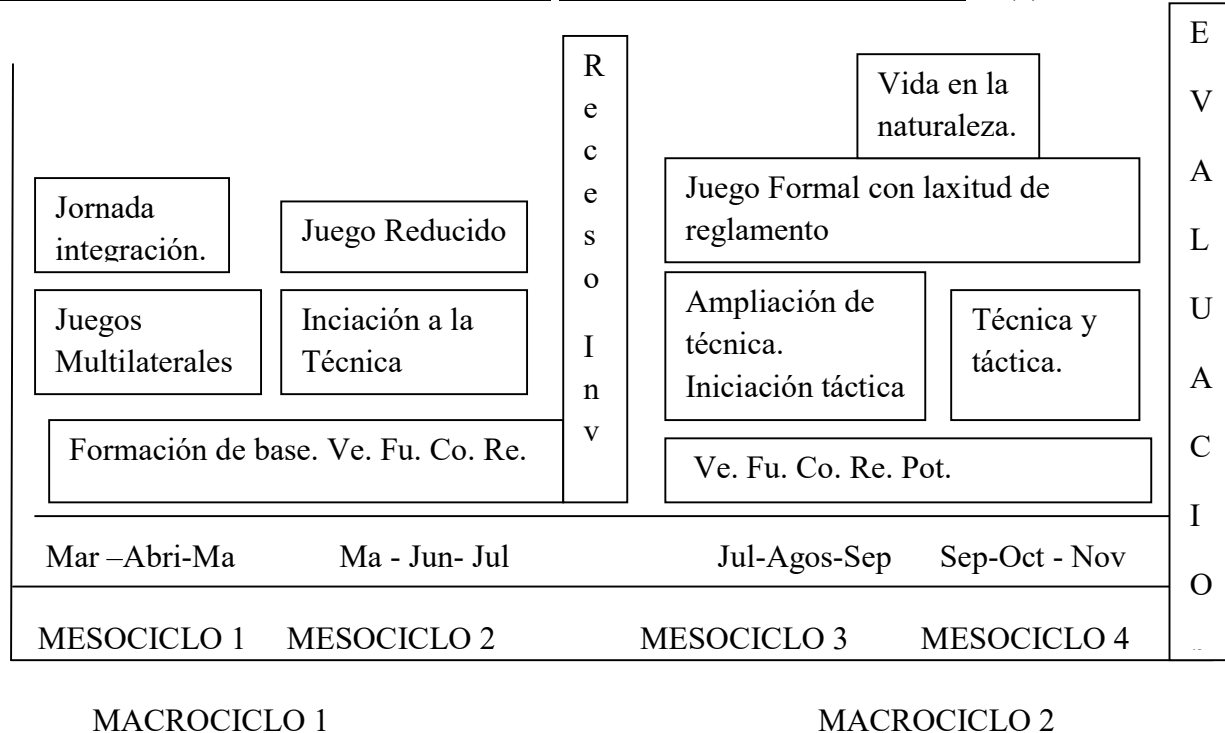 Vida en la
naturaleza.
Jornada
integración.
Juego Reducido
Juego Formal con laxitud de
reglamento
Juegos
Multilaterales
Inciación a la
Técnica
Ampliación de
técnica.
Iniciación táctica
Técnica y
táctica.
Formación de base. Ve. Fu. Co. Re.
Receso Inv
Ve. Fu. Co. Re. Pot.
EVALUACIO
Mar –Abri-Ma
Ma - Jun- Jul
Jul-Agos-Sep
Sep-Oct - Nov
MESOCICLO 1
MESOCICLO 2
MESOCICLO 3
MESOCICLO 4
MACROCICLO 1
MACROCICLO 2